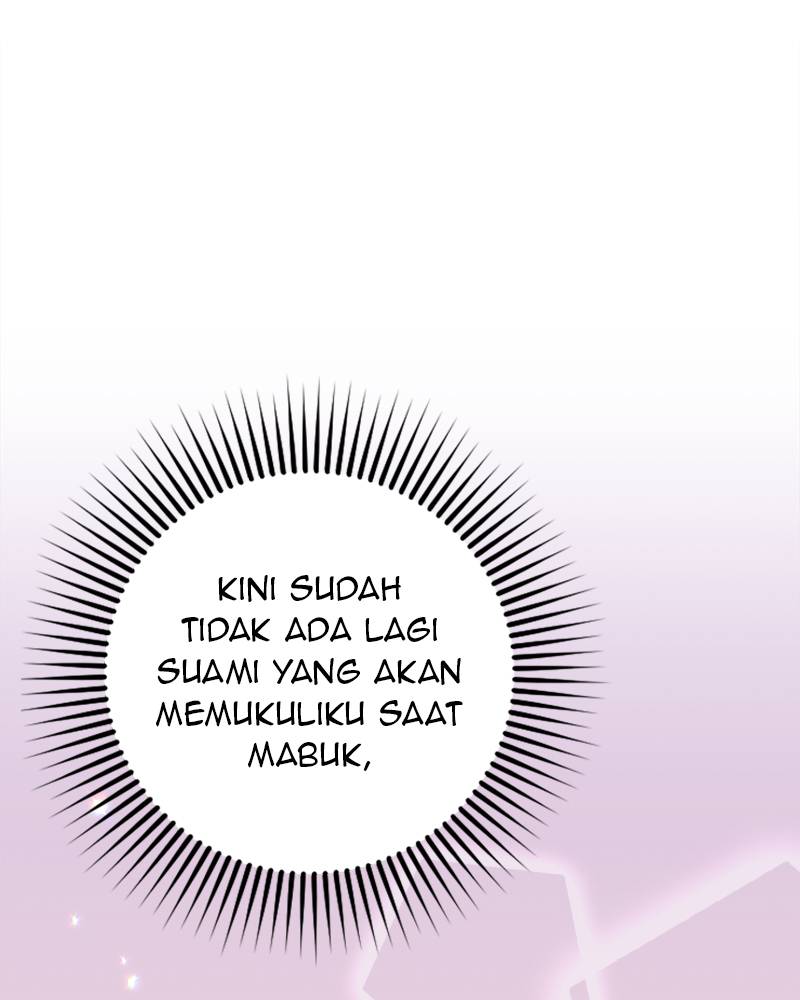 KINI SUDAH
TIDAK ADA LAGI
SUAMI YANG AKAN
MEMUKULIKU SAAT
MABUK,